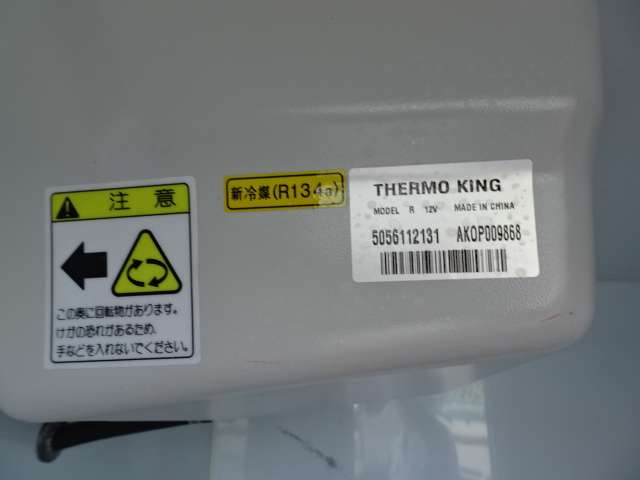 注意
この奥に回転物があります。
けがの恐れがあるため、
手などを入れないでください。
新冷媒(R134a)
THERMO KING
MODEL R 12V MADE IN CHINA
5056112131 AKQP009868